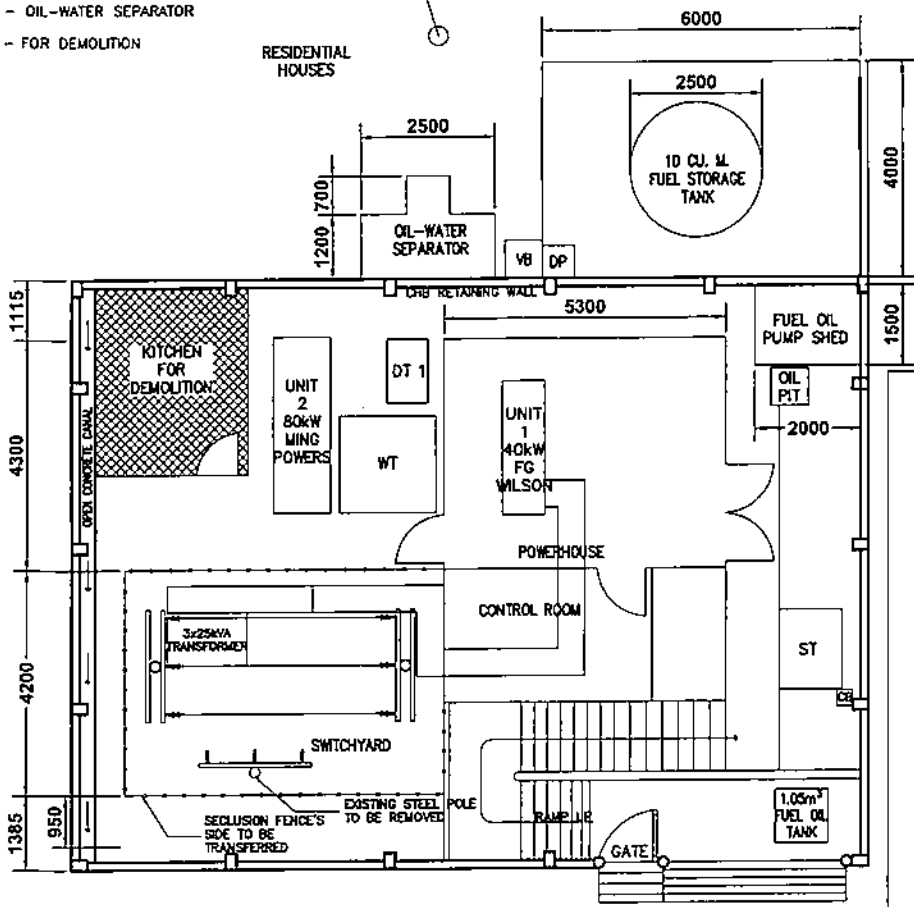 - OIL-WATER SEPARATOR
- FOR DEMOLITION
RESIDENTIAL
HOUSES
6000
2500
10 CU. M.
FUEL STORAGE
TANK
4000
2500
700
1200
OIL-WATER
SEPARATOR
VB
DP
CHB RETAINING WALL
1115
5300
FUEL OIL
PUMP SHED
1500
KITCHEN
FOR
DEMOLITION
UNIT
2
80kW
MING
POWERS
DT 1
WT
UNIT
1
40kW
FG
WILSON
OIL
PIT
2000
4300
OPEN CONCRETE CANAL
POWERHOUSE
CONTROL ROOM
3x25kVA
TRANSFORMER
ST
CB
4200
SWITCHYARD
EXISTING STEEL POLE
TO BE REMOVED
SECLUSION FENCE'S
SIDE TO BE
TRANSFERRED
1385
950
RAMP UP
GATE
1.05m³
FUEL OIL
TANK